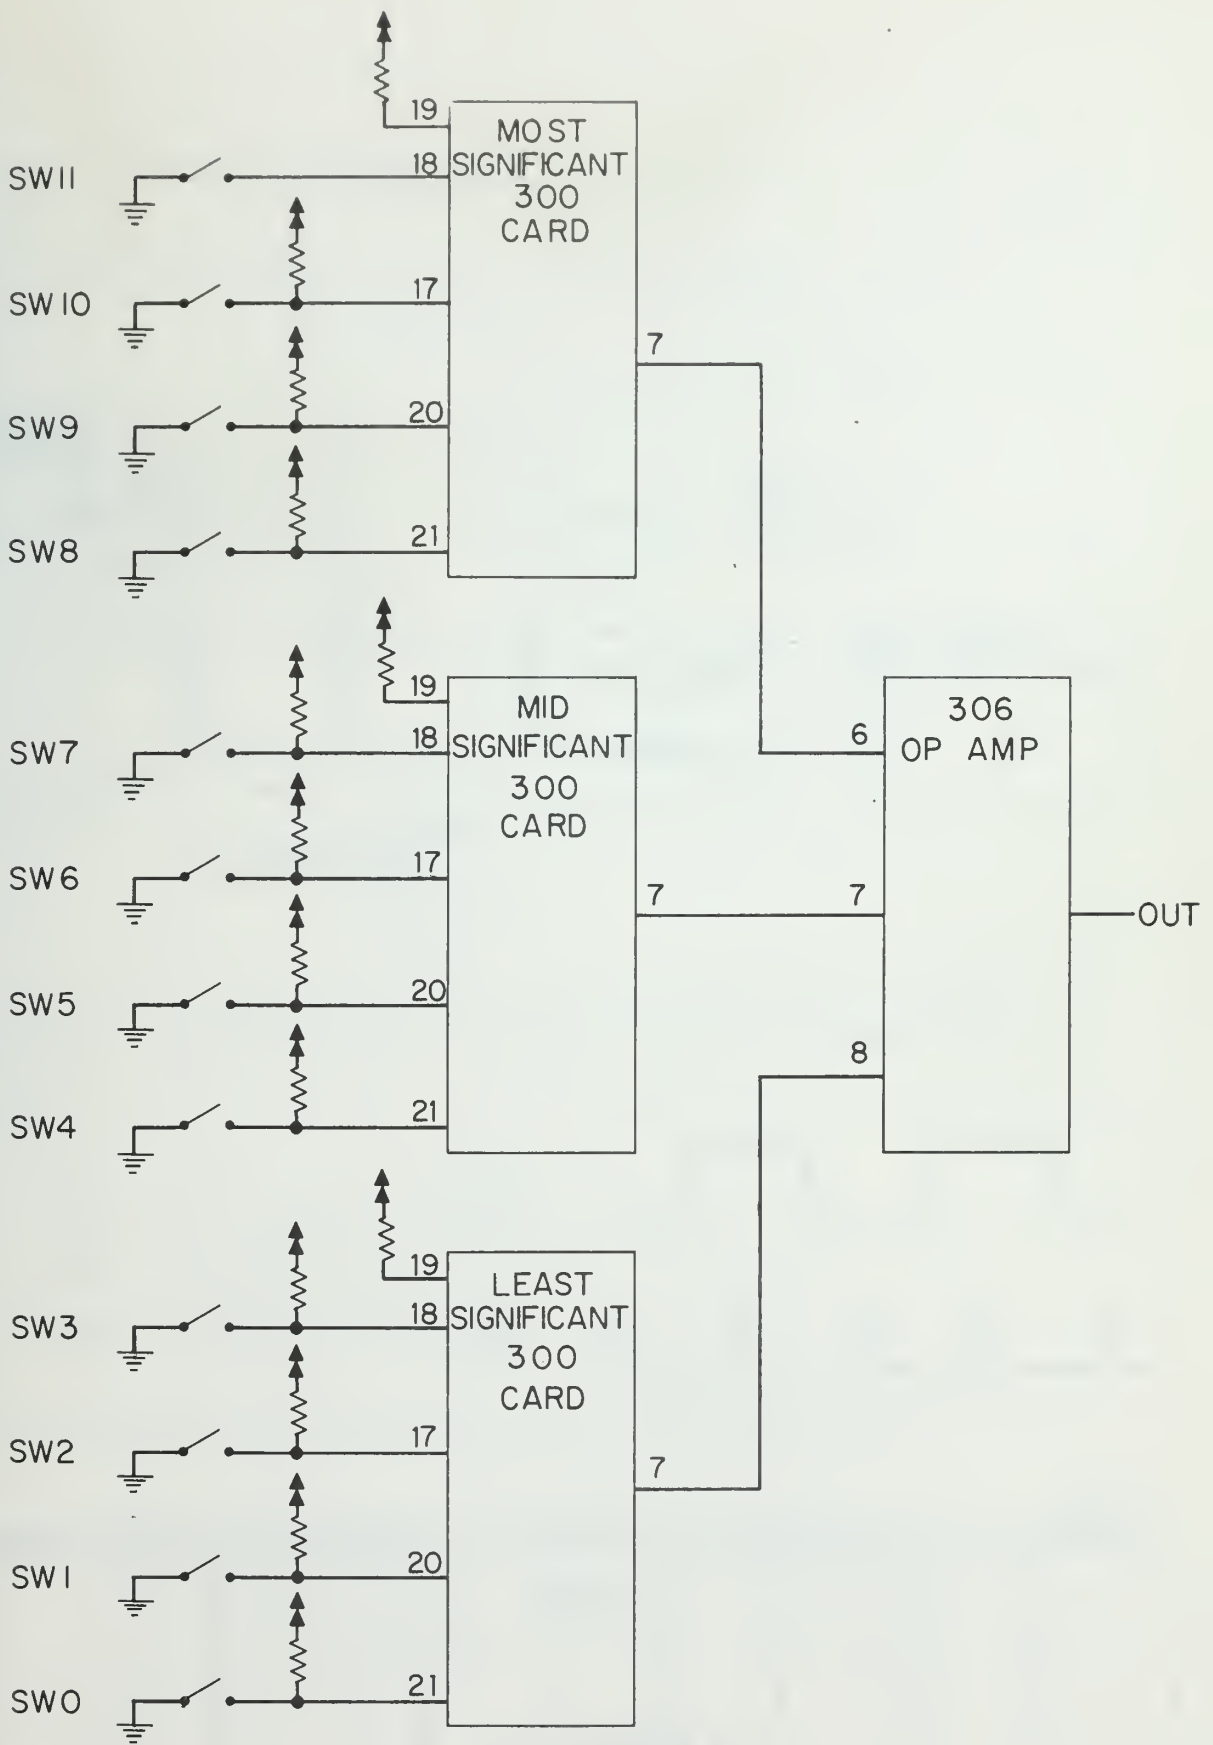 19
MOST
SIGNIFICANT
300
CARD
SW11
18
SW10
17
7
SW9
20
SW8
21
19
MID
SIGNIFICANT
300
CARD
SW7
18
306
OP AMP
6
SW6
17
7
7
OUT
SW5
20
8
SW4
21
19
LEAST
SIGNIFICANT
300
CARD
SW3
18
SW2
17
7
SW1
20
SW0
21